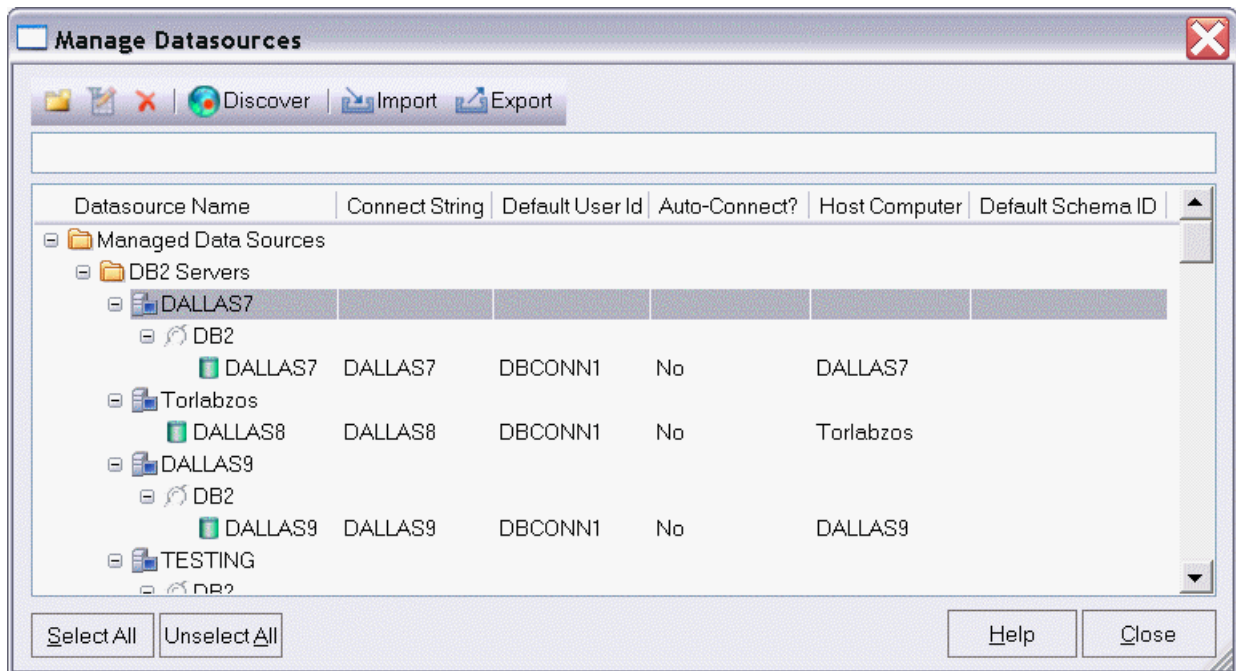 Manage Datasources
Discover Import Export
Datasource Name Connect String Default User Id Auto-Connect? Host Computer Default Schema ID
Managed Data Sources
DB2 Servers
DALLAS7
DB2
DALLAS7 DALLAS7 DBCONN1 No DALLAS7
Torlabzos
DALLAS8 DALLAS8 DBCONN1 No Torlabzos
DALLAS9
DB2
DALLAS9 DALLAS9 DBCONN1 No DALLAS9
TESTING
DB2
Select All Unselect All Help Close